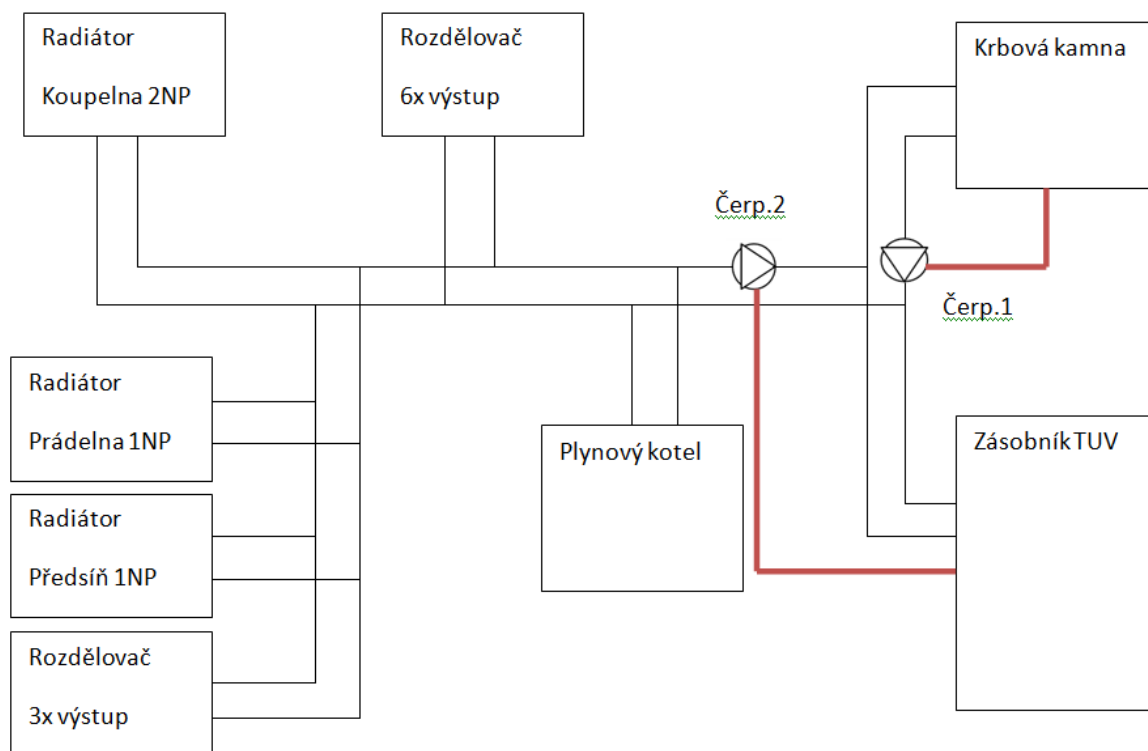 Radiátor
Koupelna 2NP
Rozdělovač
6x výstup
Krbová kamna
Čerp.2
Čerp.1
Radiátor
Prádelna 1NP
Plynový kotel
Zásobník TUV
Radiátor
Předsíň 1NP
Rozdělovač
3x výstup